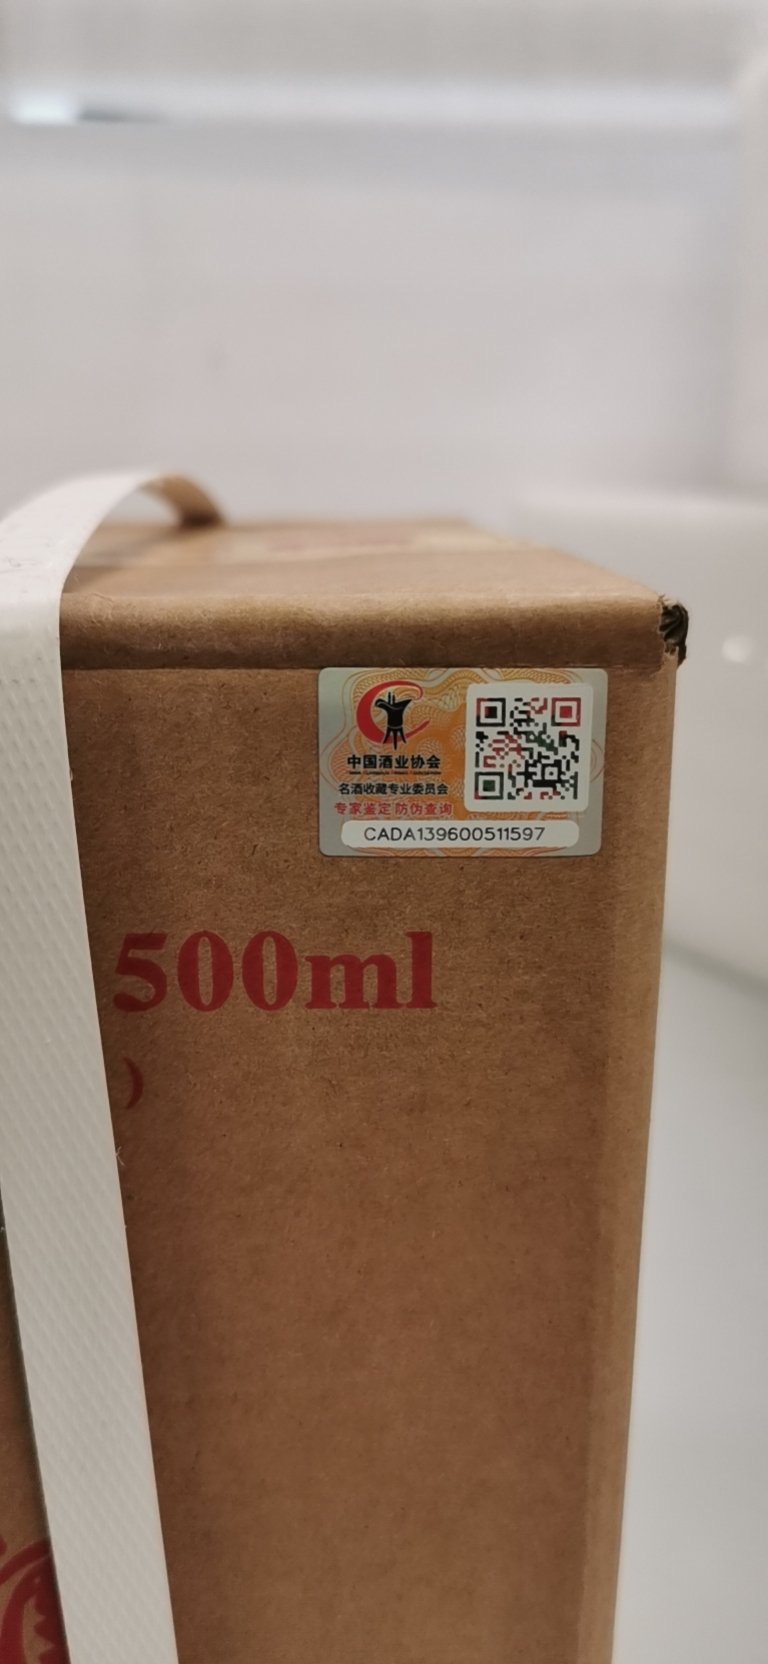 中国酒业协会
名酒收藏专业委员会
专家鉴定 防伪查询
CADA139600511597
500ml
)